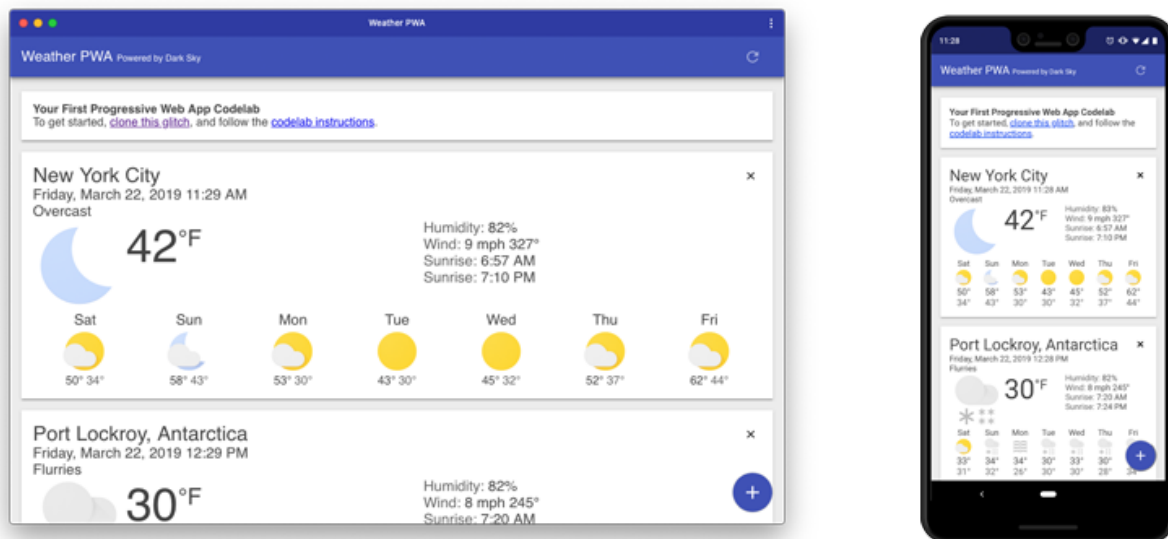 Weather PWA
Weather PWA Powered by Dark Sky
Your First Progressive Web App Codelab
To get started, clone this glitch, and follow the codelab instructions.
New York City
Friday, March 22, 2019 11:29 AM
Overcast
42°F
Humidity: 82%
Wind: 9 mph 327°
Sunrise: 6:57 AM
Sunrise: 7:10 PM
Sat Sun Mon Tue Wed Thu Fri
50° 34° 58° 43° 53° 30° 43° 30° 45° 32° 52° 37° 62° 44°
Port Lockroy, Antarctica
Friday, March 22, 2019 12:29 PM
Flurries
30°F
Humidity: 82%
Wind: 8 mph 245°
Sunrise: 7:20 AM
11:28
Weather PWA Powered by Dark Sky
Your First Progressive Web App Codelab
To get started, clone this glitch, and follow the
codelab instructions.
New York City
Friday, March 22, 2019 11:28 AM
Overcast
42°F
Humidity: 83%
Wind: 9 mph 327°
Sunrise: 6:57 AM
Sunrise: 7:10 PM
Sat Sun Mon Tue Wed Thu Fri
50° 58° 53° 43° 45° 52° 62°
34° 43° 30° 30° 32° 37° 44°
Port Lockroy, Antarctica
Friday, March 22, 2019 12:28 PM
Flurries
30°F
Humidity: 82%
Wind: 8 mph 245°
Sunrise: 7:20 AM
Sunrise: 7:24 PM
Sat Sun Mon Tue Wed Thu Fri
33° 34° 34° 30° 33° 30°
31° 32° 26° 30° 30° 28° 34°